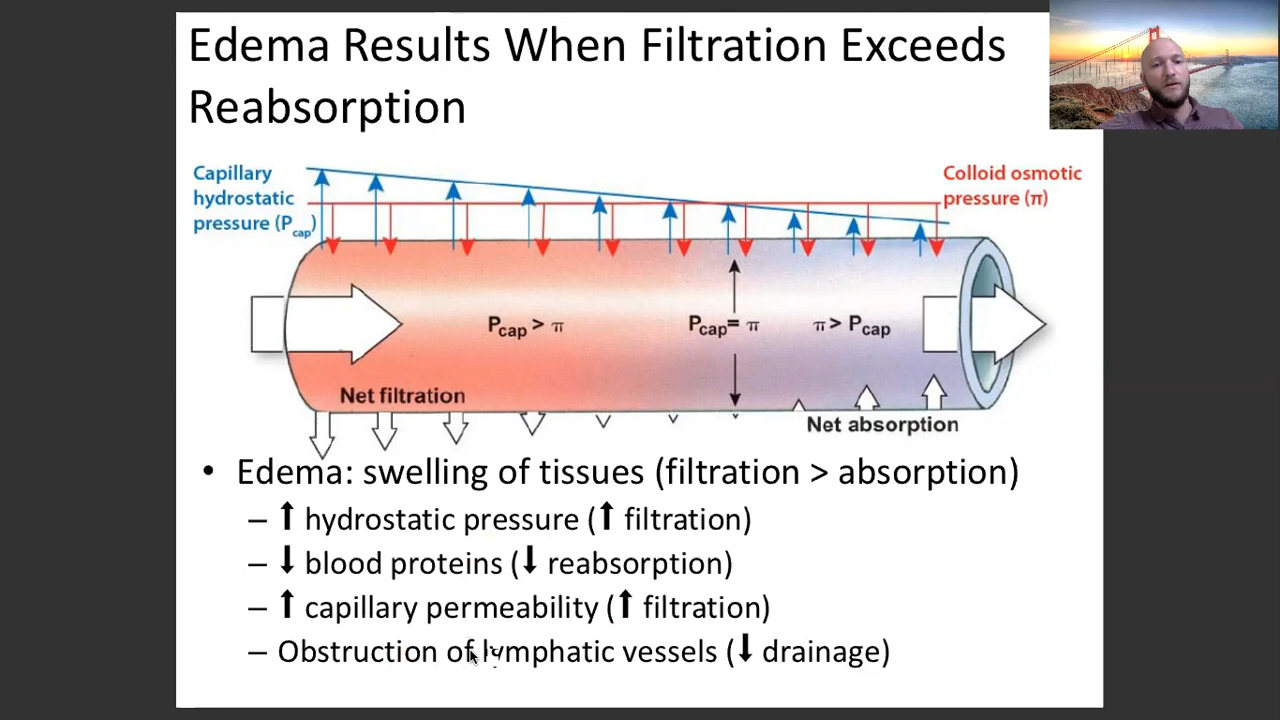 Edema Results When Filtration Exceeds
Reabsorption
Capillary
hydrostatic
pressure (Pcap)
Colloid osmotic
pressure (π)
Pcap > π
Pcap= π
π> Pcap
Net filtration
Net absorption
• Edema: swelling of tissues (filtration > absorption)
– ⬆ hydrostatic pressure (⬆ filtration)
– ⬇ blood proteins (⬇ reabsorption)
– ⬆ capillary permeability (⬆ filtration)
– Obstruction of lymphatic vessels (⬇ drainage)